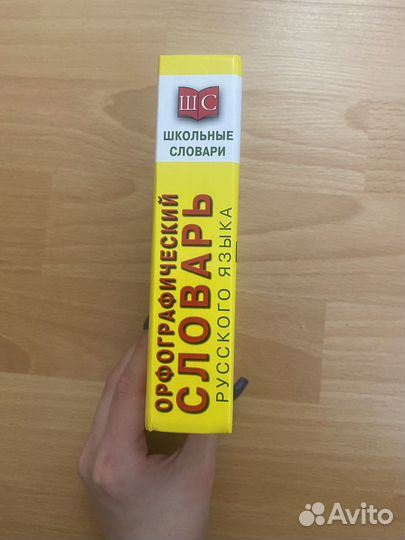 ШС
ШКОЛЬНЫЕ
СЛОВАРИ
ОРФОГРАФИЧЕСКИЙ
СЛОВАРЬ
РУССКОГО ЯЗЫКА
Avito